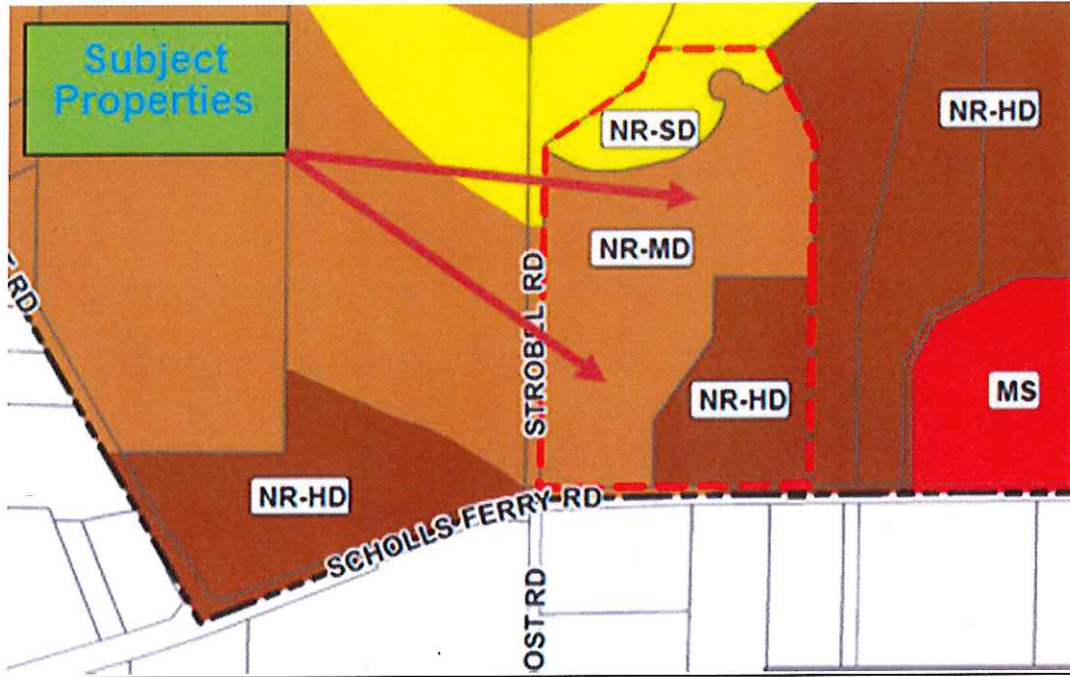 Subject
Properties
NR-SD
NR-HD
NR-MD
RD
STROBEL RD
NR-HD
MS
NR-HD
SCHOLLS FERRY RD
OST RD